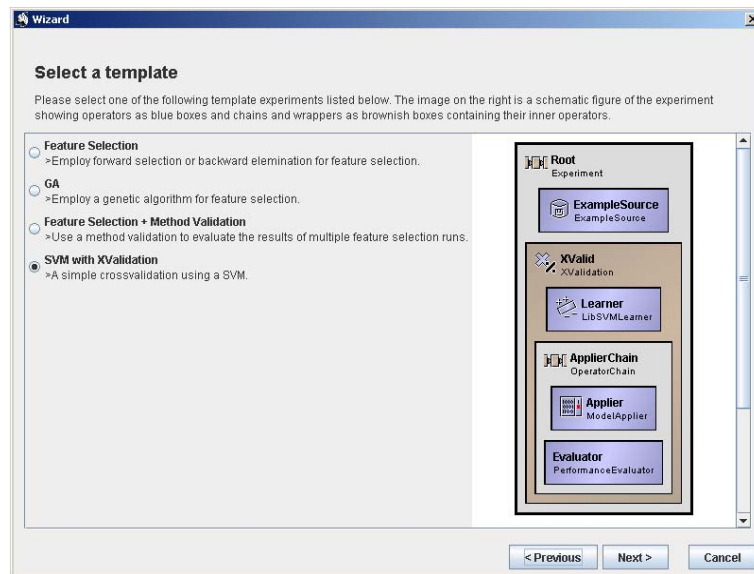 Wizard
Select a template
Please select one of the following template experiments listed below. The image on the right is a schematic figure of the experiment
showing operators as blue boxes and chains and wrappers as brownish boxes containing their inner operators.
Feature Selection
>Employ forward selection or backward elemination for feature selection.
GA
>Employ a genetic algorithm for feature selection.
Feature Selection + Method Validation
>Use a method validation to evaluate the results of multiple feature selection runs.
SVM with XValidation
>A simple crossvalidation using a SVM.
Root
Experiment
ExampleSource
ExampleSource
XValid
XValidation
Learner
LibSVMLearner
ApplierChain
OperatorChain
Applier
ModelApplier
Evaluator
PerformanceEvaluator
< Previous
Next >
Cancel